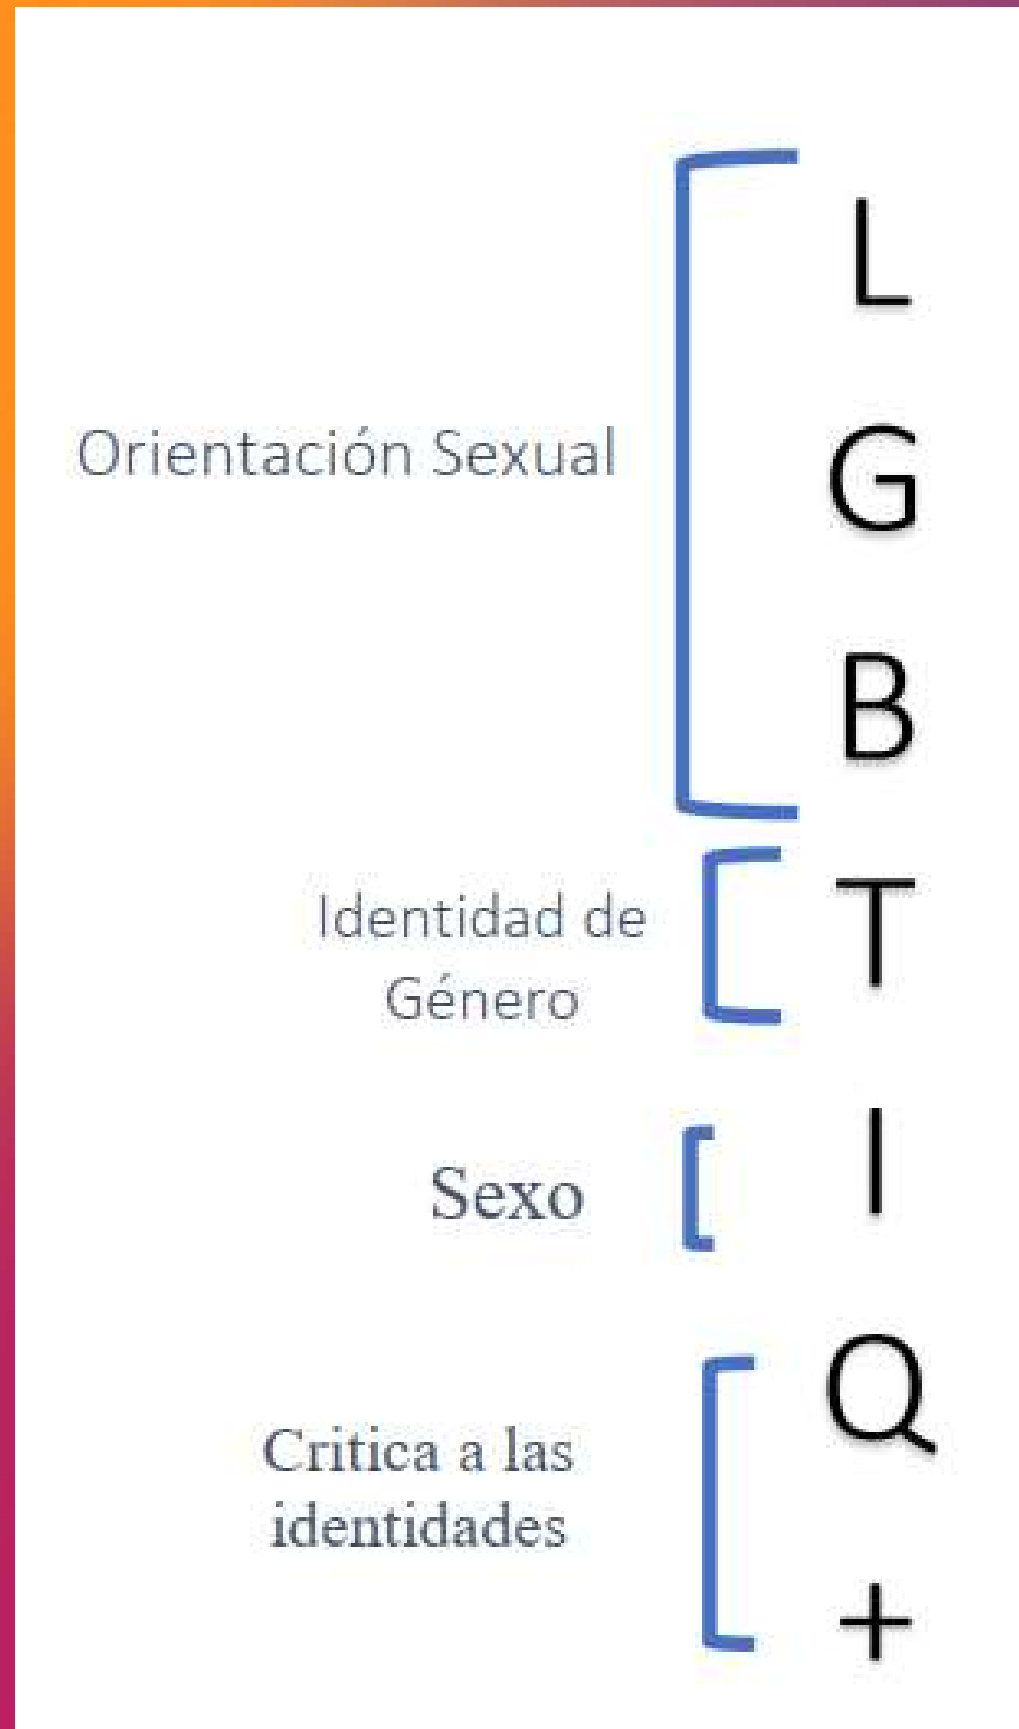 L
G
Orientación Sexual
B
T
Identidad de
Género
I
Sexo
Q
Critica a las
identidades
+